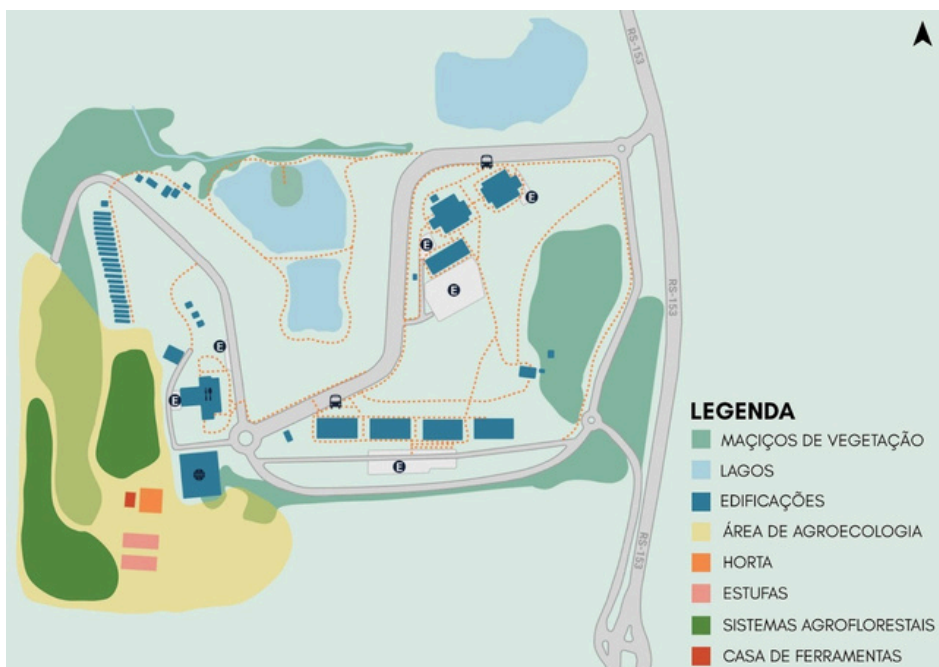 RS-153
RS-153
RS-153
E
E
E
E
E
E
LEGENDA
MAÇIÇOS DE VEGETAÇÃO
LAGOS
EDIFICAÇÕES
ÁREA DE AGROECOLOGIA
HORTA
ESTUFAS
SISTEMAS AGROFLORESTAIS
CASA DE FERRAMENTAS